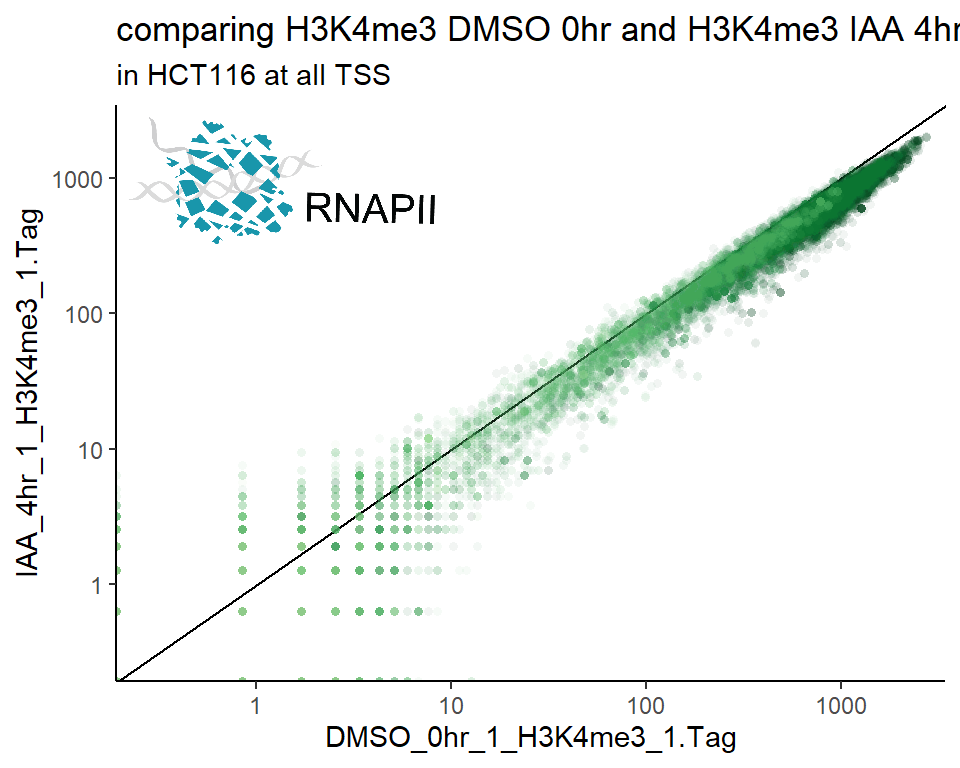 comparing H3K4me3 DMSO 0hr and H3K4me3 IAA 4hr
in HCT116 at all TSS
RNAPII
IAA_4hr_1_H3K4me3_1.Tag
1000
100
10
1
1
10
100
1000
DMSO_0hr_1_H3K4me3_1.Tag